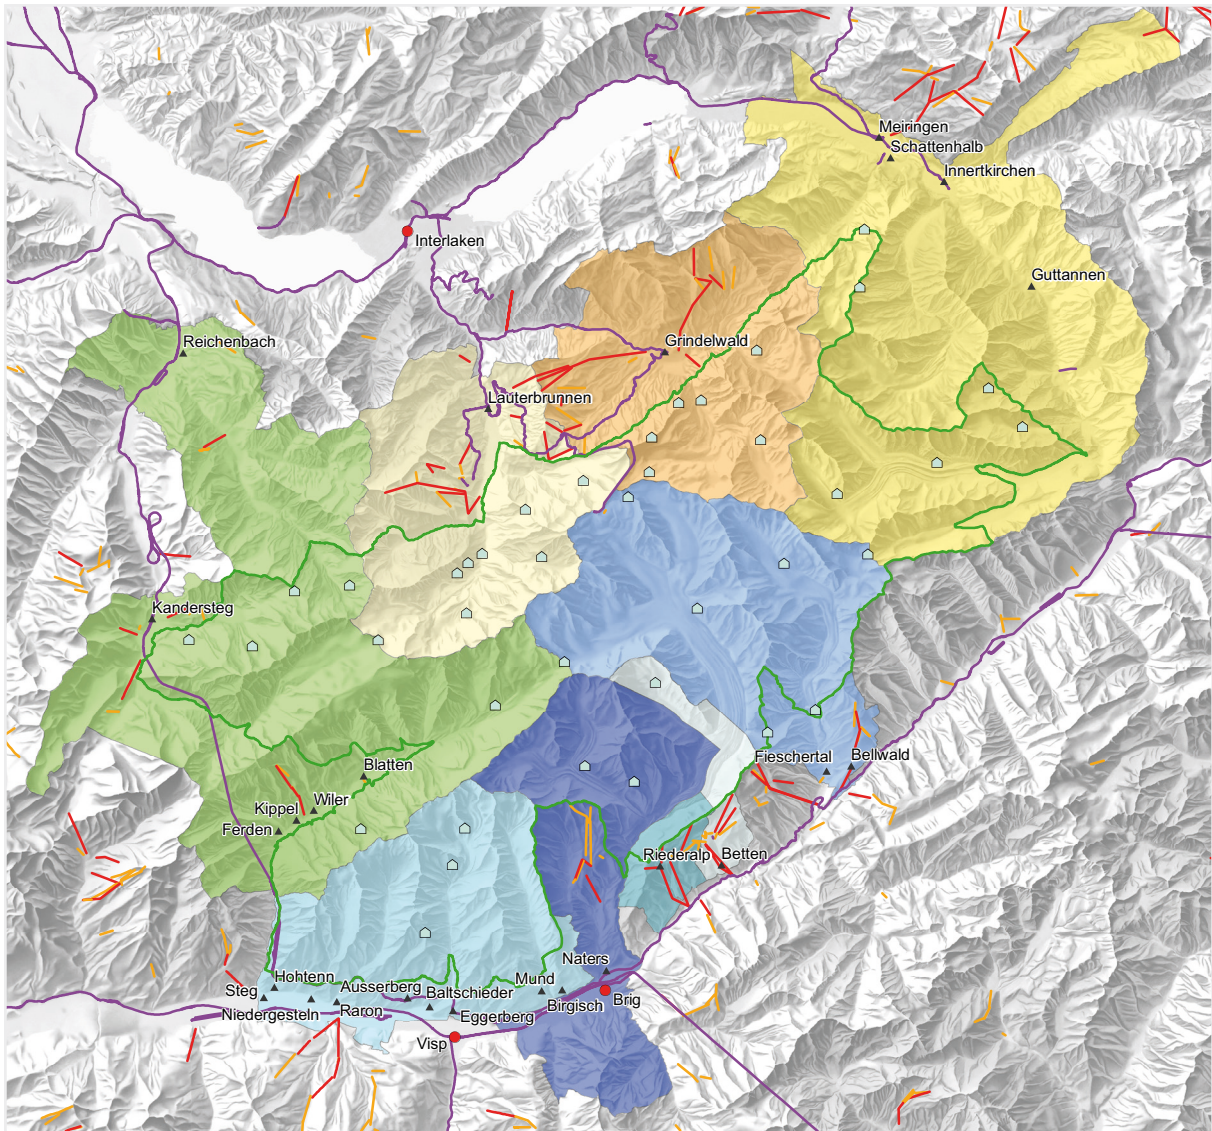 Meiringen
Schattenhalb
Innertkirchen
Interlaken
Guttannen
Reichenbach
Grindelwald
Lauterbrunnen
Kandersteg
Blatten
Fieschertal
Bellwald
Kippel
Wiler
Ferden
Riederalp
Betten
Naters
Hohtenn
Mund
Steg
Ausserberg
Baltschieder
Brig
Niedergesteln
Raron
Eggerberg
Birgisch
Visp